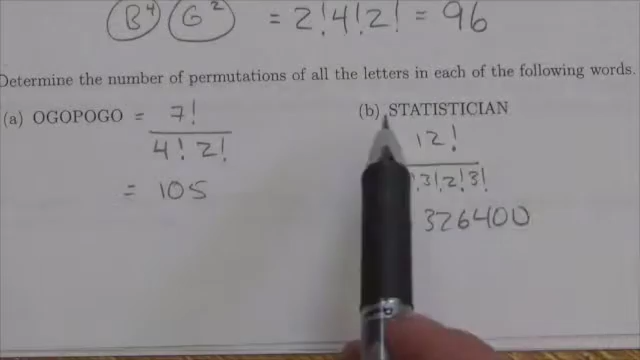 B⁴ G² = 2!4!2! = 96
Determine the number of permutations of all the letters in each of the following words.
(a) OGOPOGO = 7!
4! 2!
= 105
(b) STATISTICIAN
12!
!3!2!3!
326400